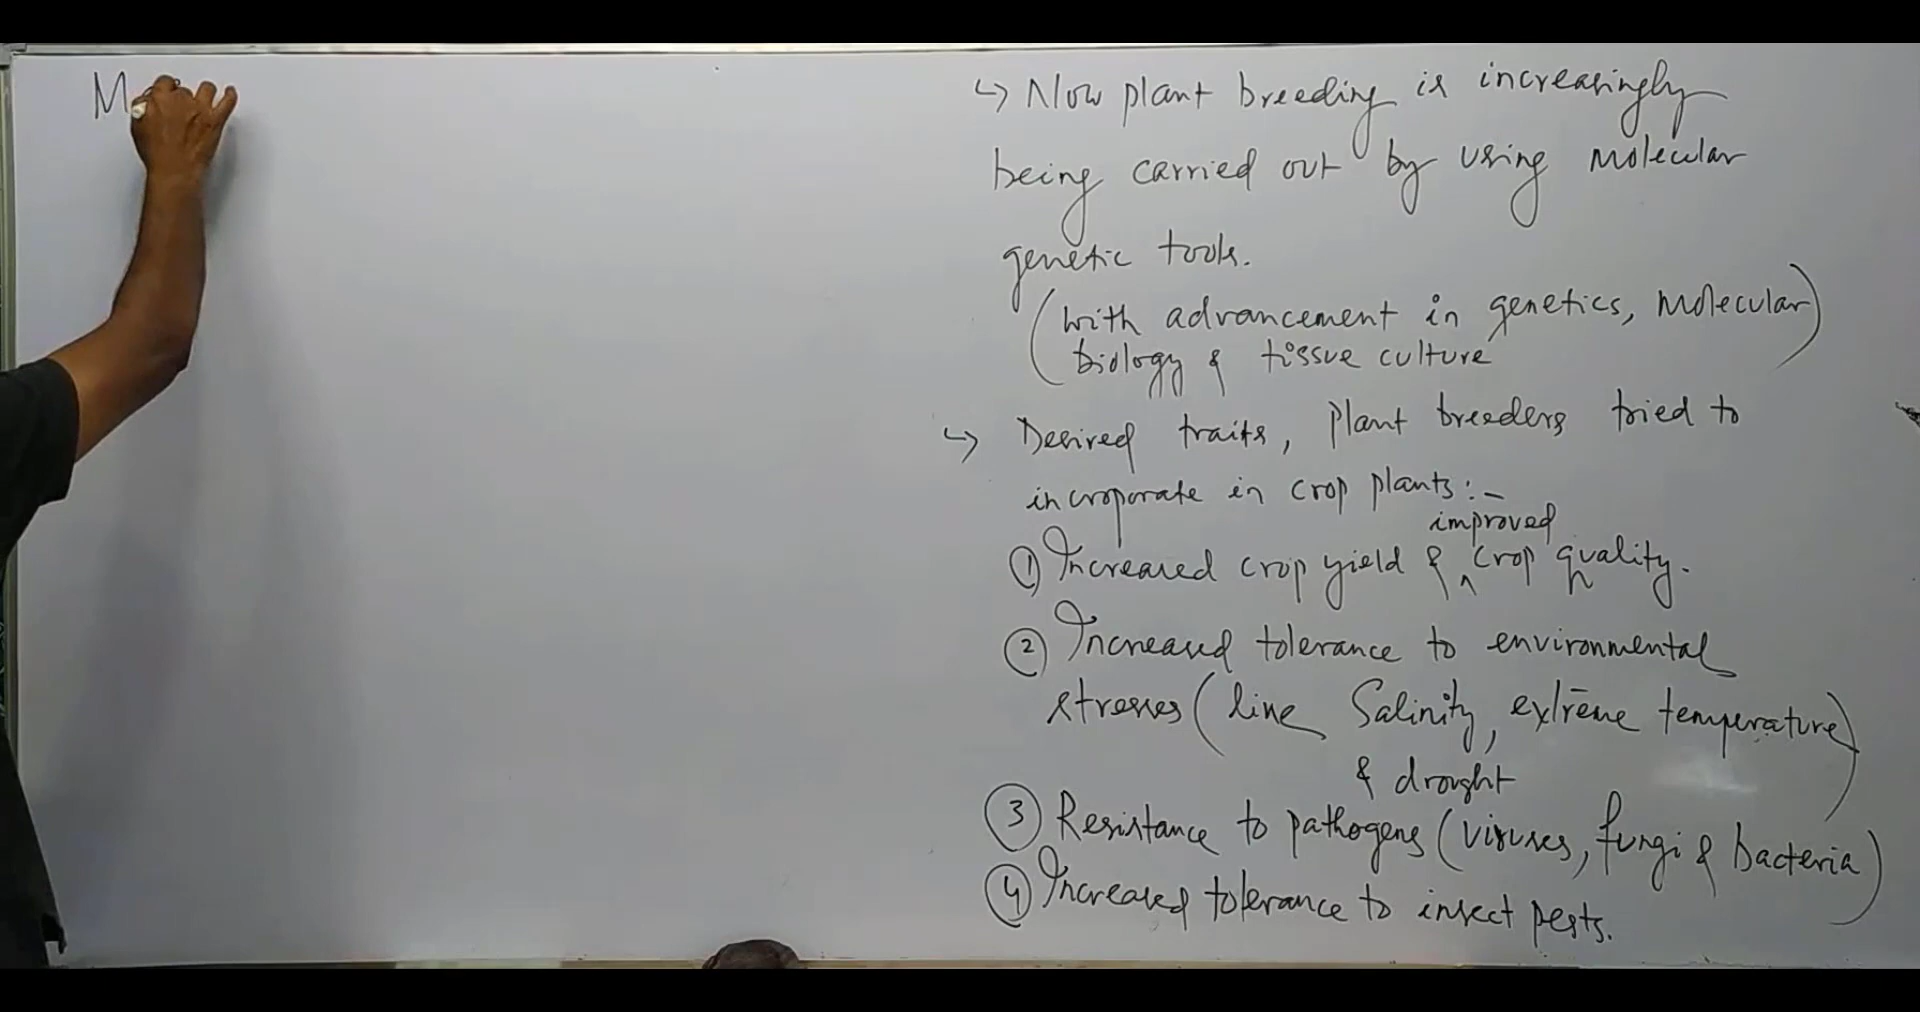 M
↳ Now plant breeding is increasingly
being carried out by using molecular
genetic tools.
(with advancement in genetics, molecular
biology & tissue culture)
↳ Desired traits, plant breeders tried to
incroporate in crop plants :-
improved
① Increased crop yield & ^ crop quality.
② Increased tolerance to environmental
stresses (like Salinity, extreme temperature
& drought)
③ Resistance to pathogens (viruses, fungi & bacteria)
④ Increased tolerance to insect pests.